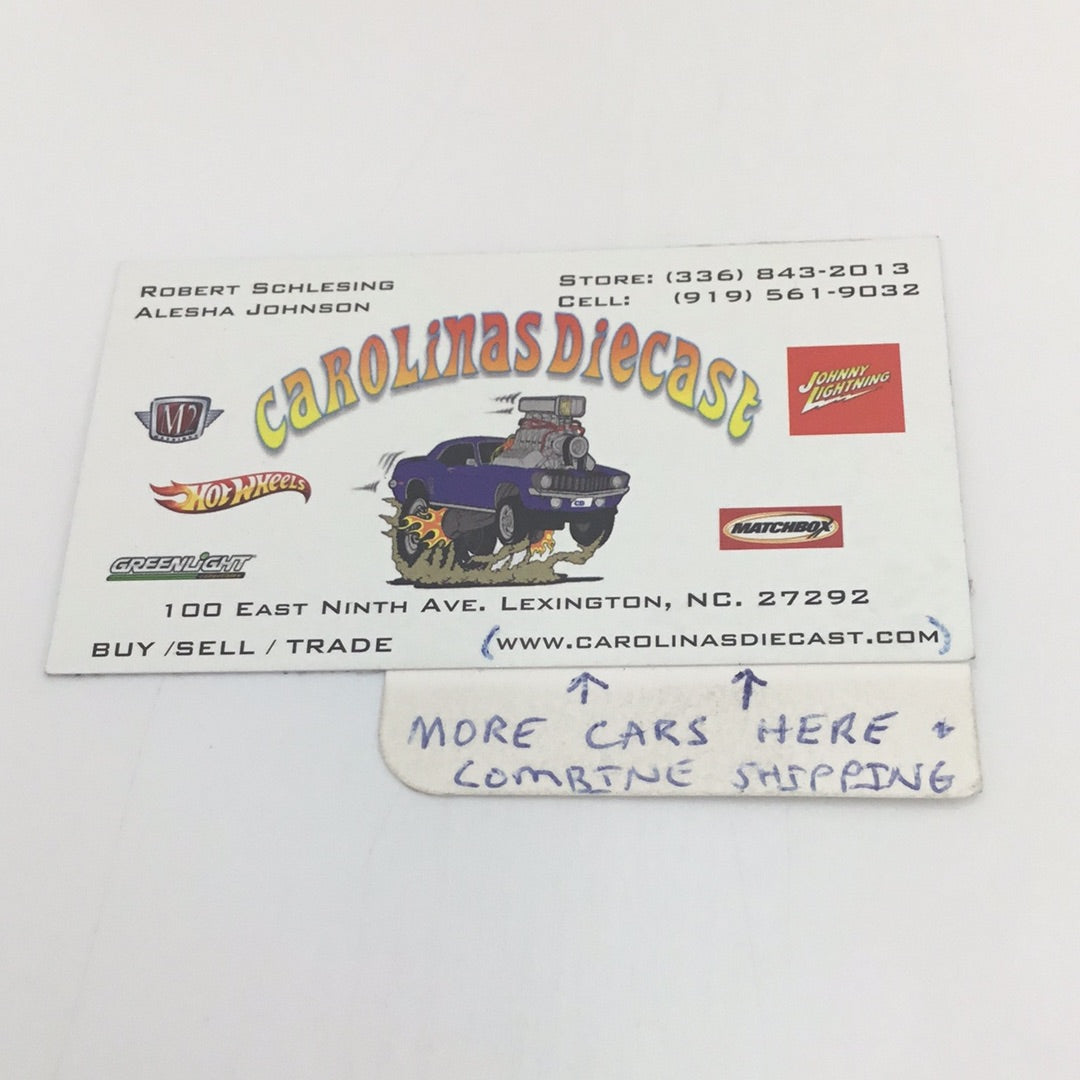 ROBERT SCHLESING
ALESHA JOHNSON
STORE: (336) 843-2013
CELL: (919) 561-9032
CAROLINAS DIECAST
M2
JOHNNY LIGHTNING
HOT WHEELS
MATCHBOX
GREENLIGHT
100 EAST NINTH AVE. LEXINGTON, NC. 27292
BUY /SELL / TRADE
(WWW.CAROLINASDIECAST.COM)
MORE CARS HERE +
COMBINE SHIPPING